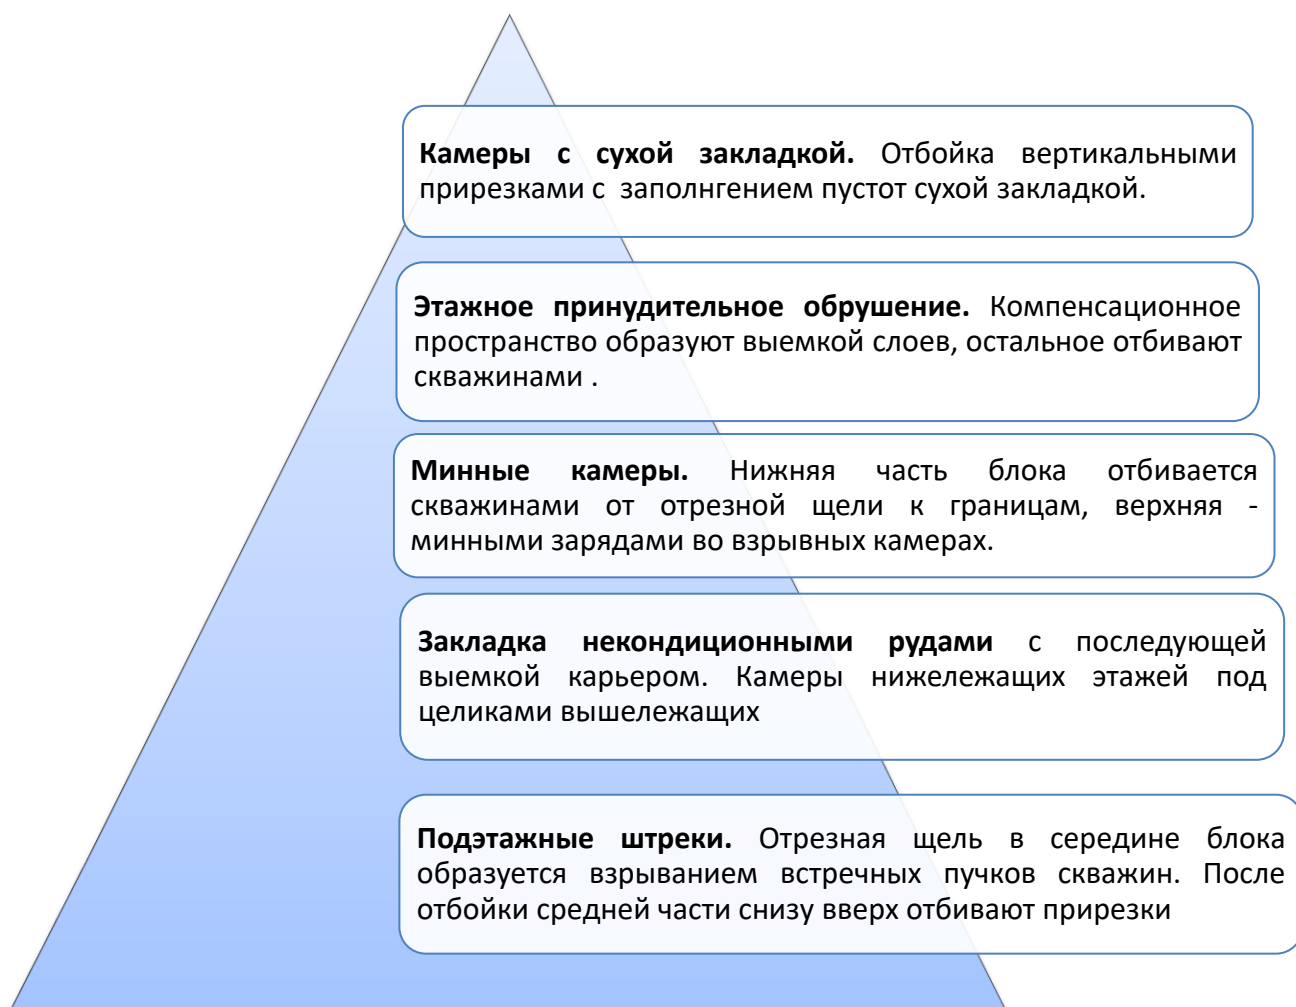 Камеры с сухой закладкой. Отбойка вертикальными
прирезками с заполнгением пустот сухой закладкой.
Этажное принудительное обрушение. Компенсационное
пространство образуют выемкой слоев, остальное отбивают
скважинами .
Минные камеры. Нижняя часть блока отбивается
скважинами от отрезной щели к границам, верхняя -
минными зарядами во взрывных камерах.
Закладка некондиционными рудами с последующей
выемкой карьером. Камеры нижележащих этажей под
целиками вышележащих
Подэтажные штреки. Отрезная щель в середине блока
образуется взрыванием встречных пучков скважин. После
отбойки средней части снизу вверх отбивают прирезки